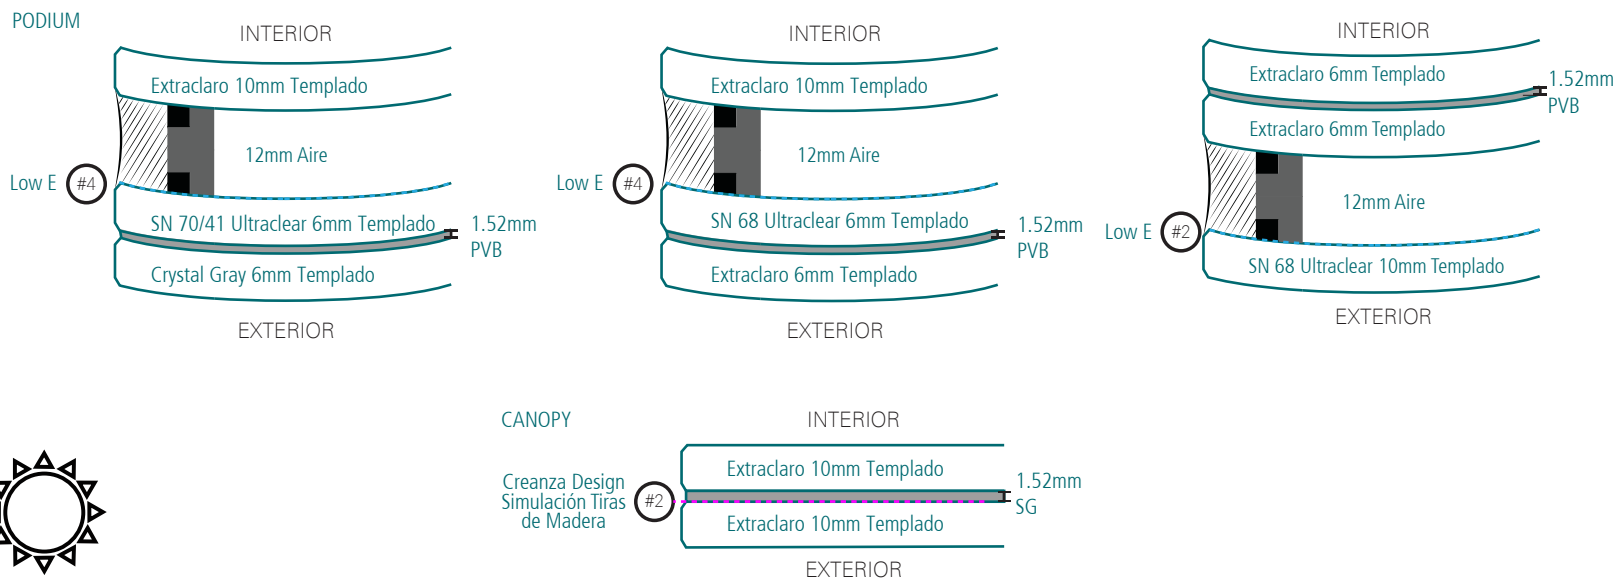 PODIUM
INTERIOR
Extraclaro 10mm Templado
12mm Aire
Low E #4
SN 70/41 Ultraclear 6mm Templado
1.52mm
PVB
Crystal Gray 6mm Templado
EXTERIOR
INTERIOR
Extraclaro 10mm Templado
12mm Aire
Low E #4
SN 68 Ultraclear 6mm Templado
1.52mm
PVB
Extraclaro 6mm Templado
EXTERIOR
INTERIOR
Extraclaro 6mm Templado
1.52mm
PVB
Extraclaro 6mm Templado
12mm Aire
Low E #2
SN 68 Ultraclear 10mm Templado
EXTERIOR
CANOPY
INTERIOR
Extraclaro 10mm Templado
Creanza Design
Simulación Tiras
de Madera
#2
1.52mm
SG
Extraclaro 10mm Templado
EXTERIOR